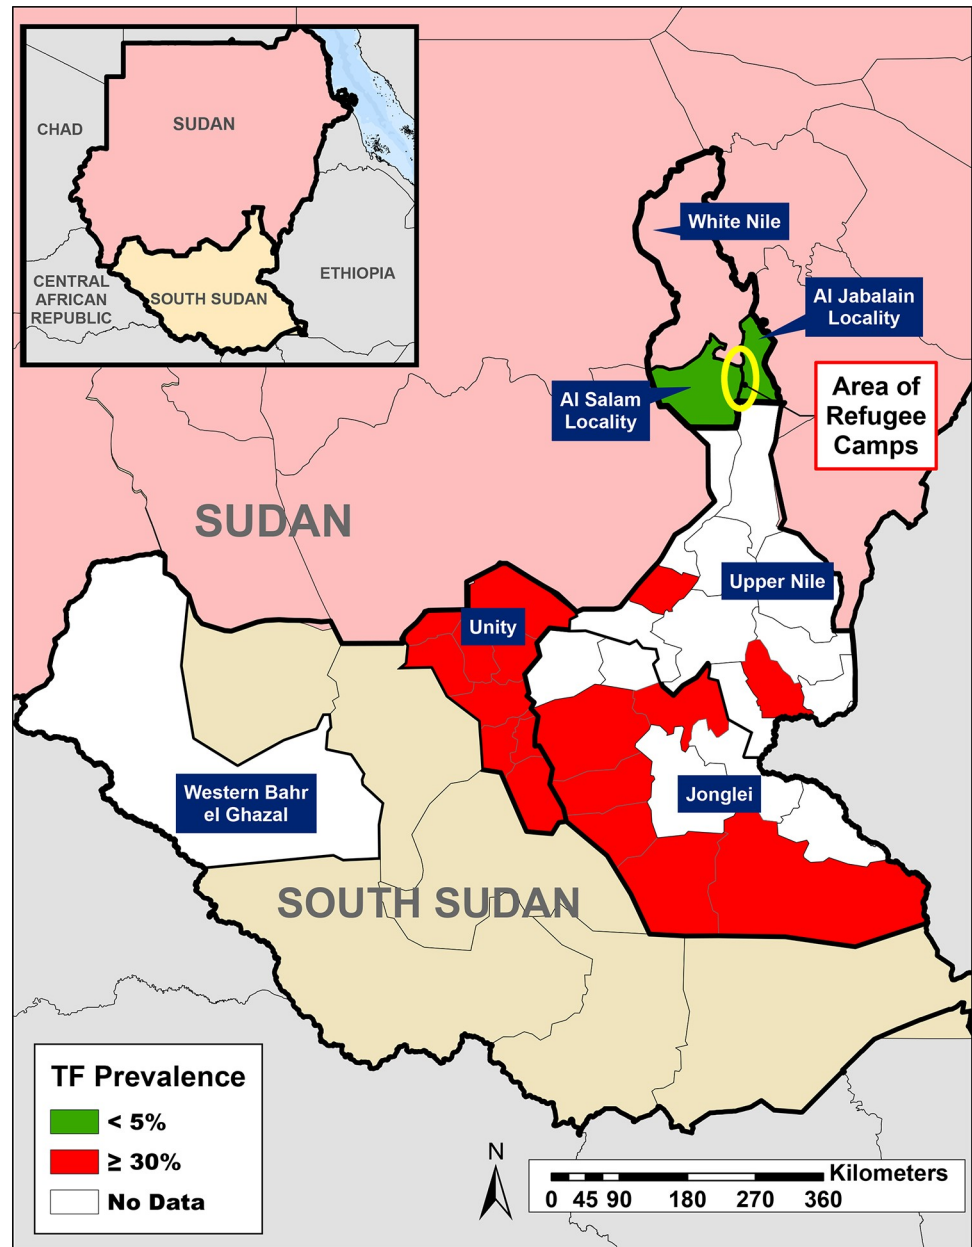 CHAD
SUDAN
CENTRAL
AFRICAN
REPUBLIC
SOUTH SUDAN
ETHIOPIA
White Nile
Al Jabalain
Locality
Al Salam
Locality
Area of
Refugee
Camps
SUDAN
Upper Nile
Unity
Western Bahr
el Ghazal
Jonglei
SOUTH SUDAN
TF Prevalence
< 5%
≥ 30%
No Data
N
Kilometers
0 45 90 180 270 360